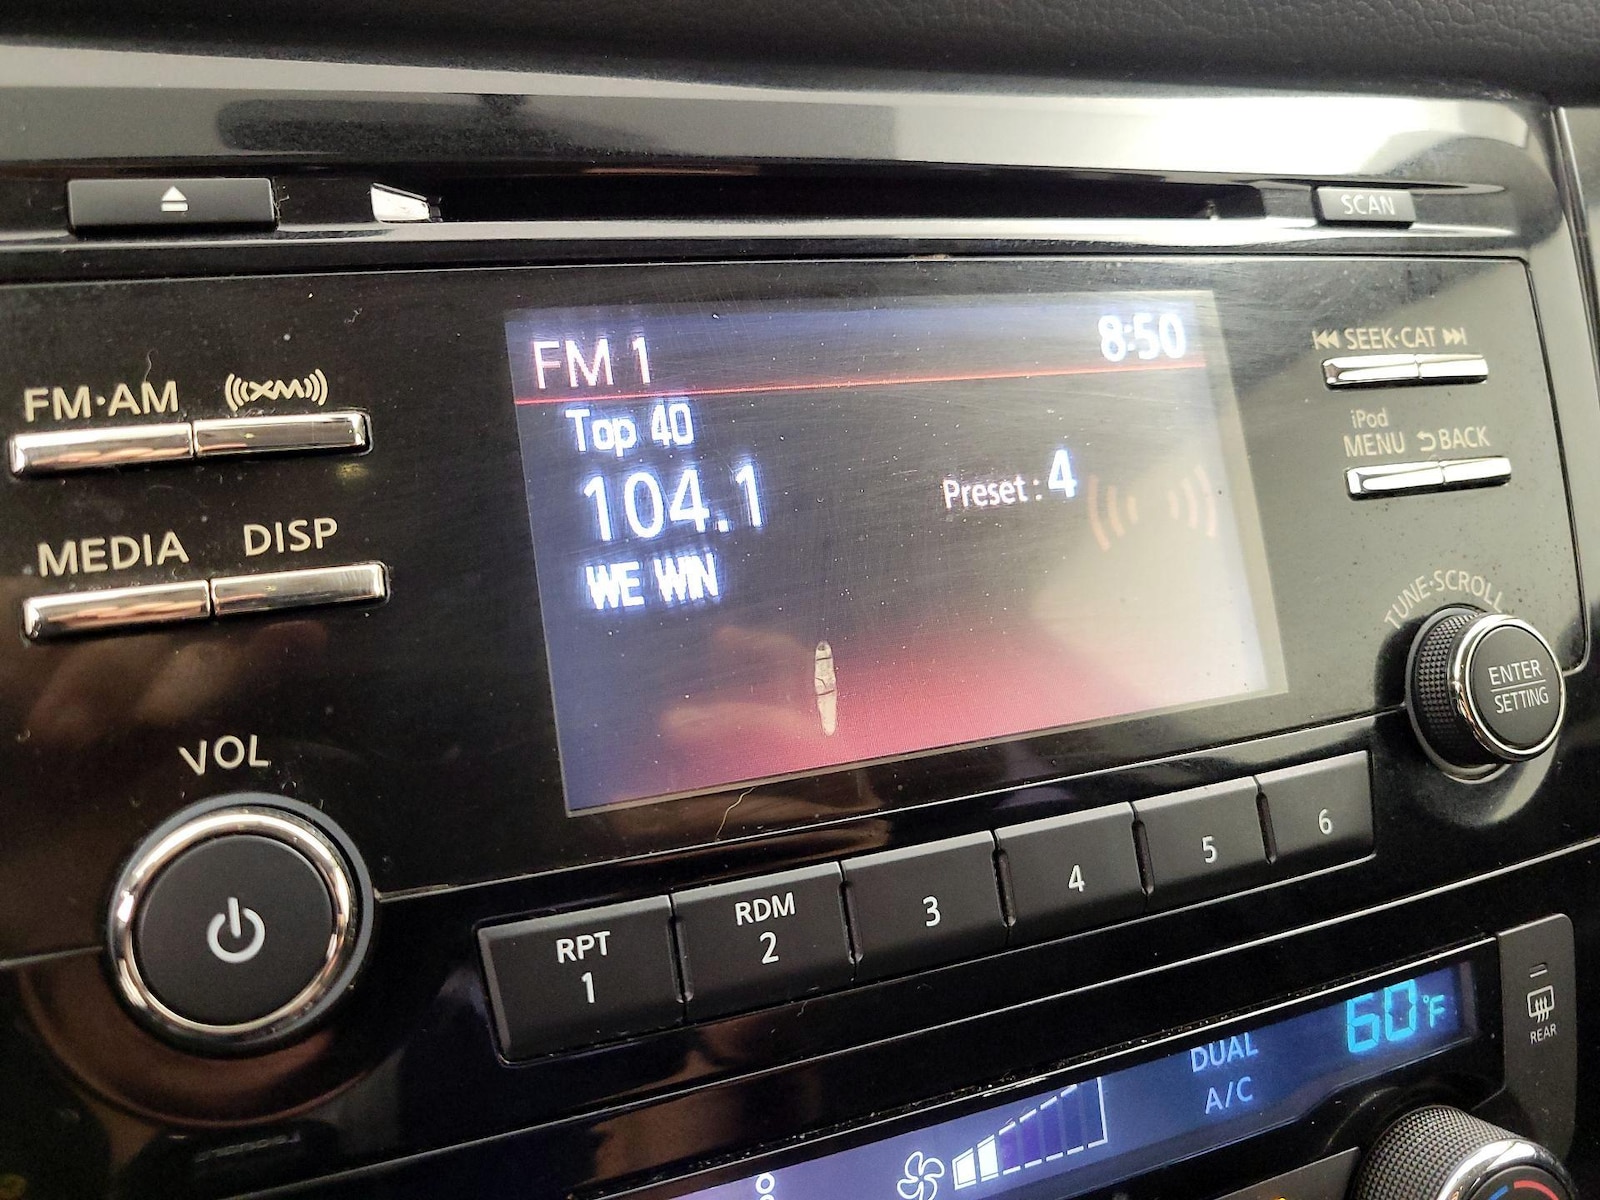 SCAN
FM·AM
XM
MEDIA
DISP
VOL
FM 1
8:50
Top 40
104.1
Preset : 4
WE WIN
SEEK·CAT
iPod
MENU
BACK
TUNE·SCROLL
ENTER
SETTING
RPT
1
RDM
2
3
4
5
6
60°F
DUAL
A/C
REAR